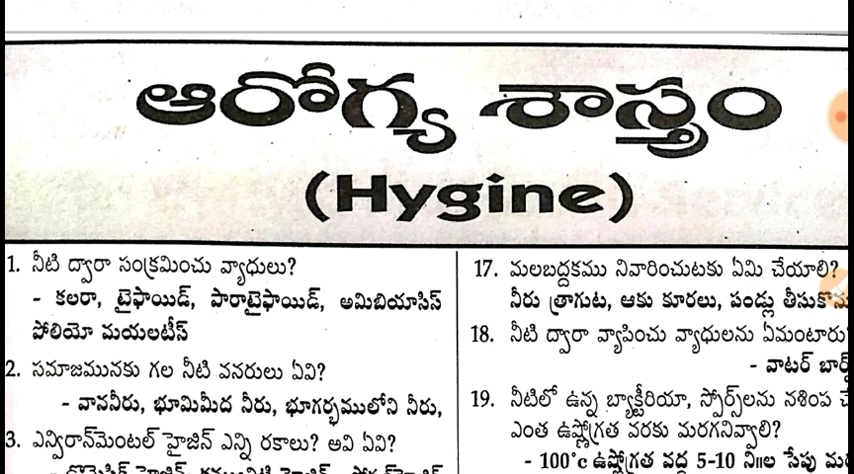 ఆరోగ్య శాస్త్రం
(Hygine)
1. నీటి ద్వారా సంక్రమించు వ్యాధులు?
- కలరా, టైఫాయిడ్, పారాటైఫాయిడ్, అమిబియాసిస్
పోలియో మయలటీస్
2. సమాజమునకు గల నీటి వనరులు ఏవి?
- వాననీరు, భూమిమీద నీరు, భూగర్భములోని నీరు,
3. ఎన్విరాన్‌మెంటల్ హైజిన్ ఎన్ని రకాలు? అవి ఏవి?
17. మలబద్దకము నివారించుటకు ఏమి చేయాలి?
నీరు త్రాగుట, ఆకు కూరలు, పండ్లు
18. నీటి ద్వారా వ్యాపించు వ్యాధులను ఏమంటారు?
- వాటర్
19. నీటిలో ఉన్న బ్యాక్టీరియా, స్పోర్స్‌లను నశింప
ఎంత ఉష్ణోగ్రత వరకు మరగనివ్వాలి?
- 100°c ఉష్ణోగ్రత వద్ద 5-10 ని॥ల సేపు